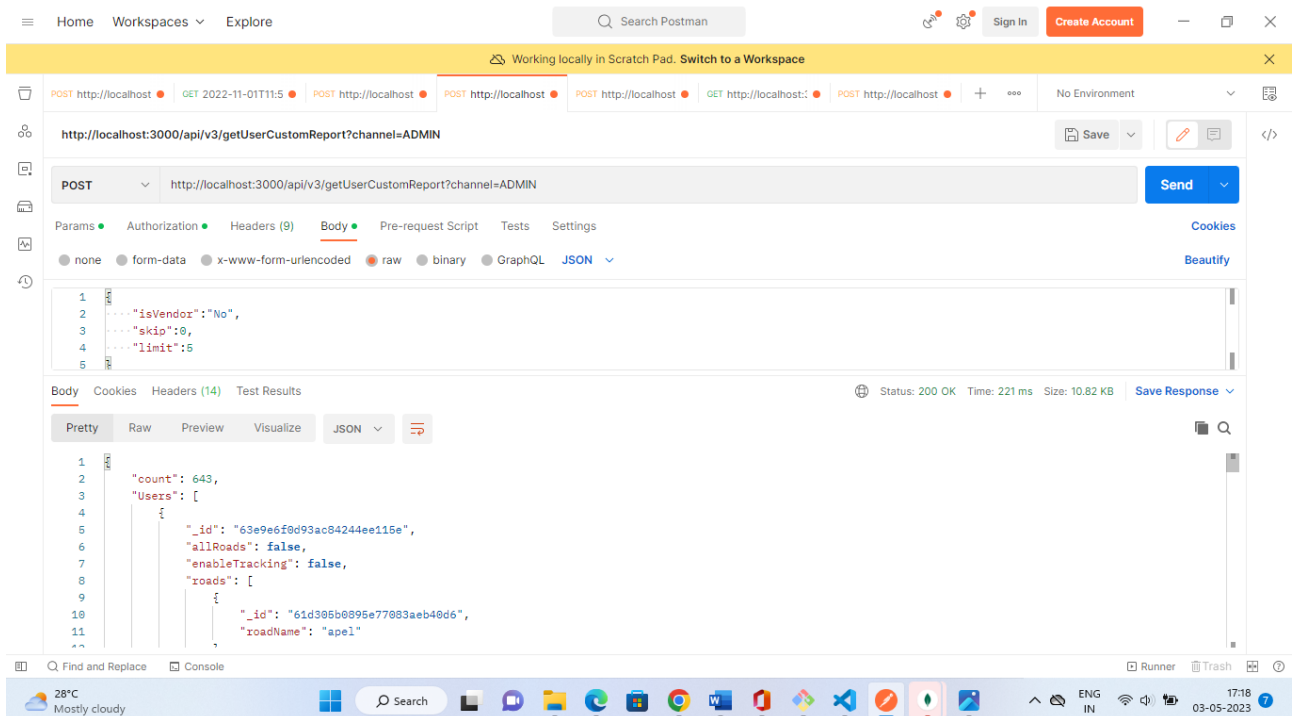 Home Workspaces Explore Search Postman Sign In Create Account
Working locally in Scratch Pad. Switch to a Workspace
POST http://localhost GET 2022-11-01T11:5 POST http://localhost POST http://localhost POST http://localhost GET http://localhost: POST http://localhost + ooo No Environment
http://localhost:3000/api/v3/getUserCustomReport?channel=ADMIN Save
POST http://localhost:3000/api/v3/getUserCustomReport?channel=ADMIN Send
Params Authorization Headers (9) Body Pre-request Script Tests Settings Cookies
none form-data x-www-form-urlencoded raw binary GraphQL JSON Beautify
1 {
2 ····"isVendor":"No",
3 ····"skip":0,
4 ····"limit":5
5 }
Body Cookies Headers (14) Test Results Status: 200 OK Time: 221 ms Size: 10.82 KB Save Response
Pretty Raw Preview Visualize JSON
1 {
2 "count": 643,
3 "Users": [
4 {
5 "_id": "63e9e6f0d93ac84244ee115e",
6 "allRoads": false,
7 "enableTracking": false,
8 "roads": [
9 {
10 "_id": "61d305b0895e77083aeb40d6",
11 "roadName": "apel"
Find and Replace Console Runner Trash
28°C
Mostly cloudy
Search
ENG
IN
17:18
03-05-2023
7